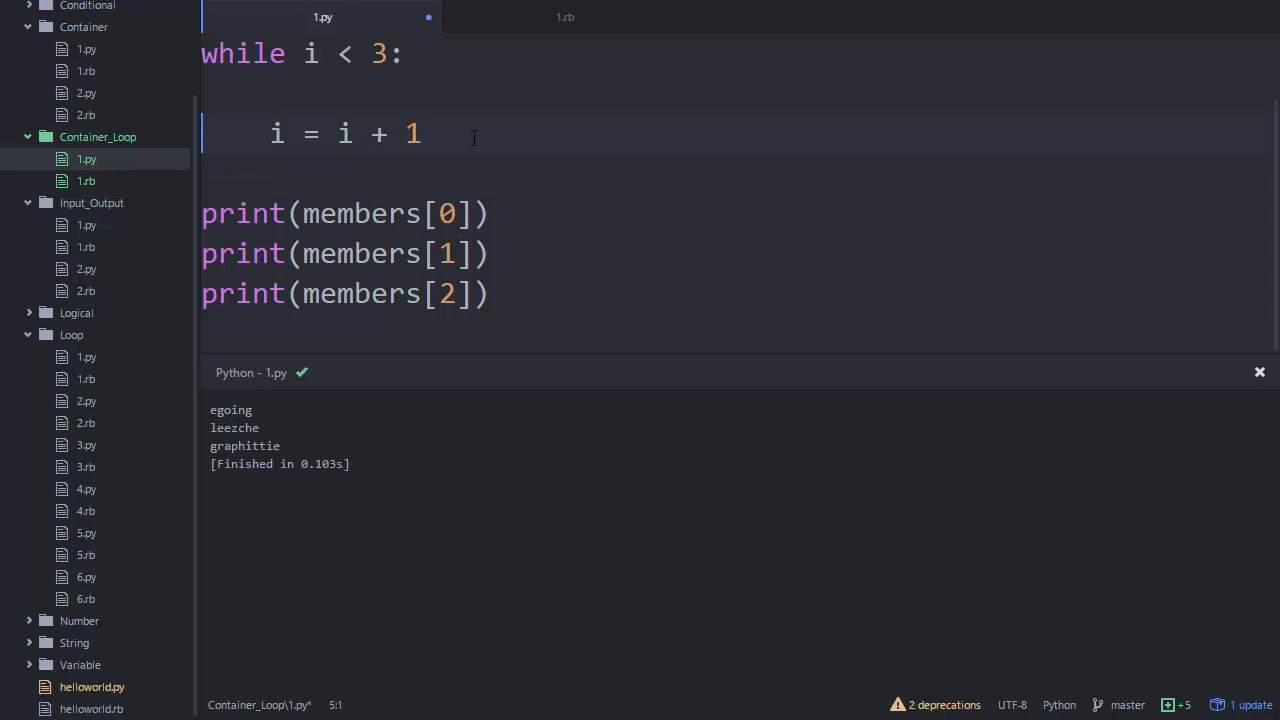 Conditional
Container
1.py
1.rb
2.py
2.rb
Container_Loop
1.py
1.rb
Input_Output
1.py
1.rb
2.py
2.rb
Logical
Loop
1.py
1.rb
2.py
2.rb
3.py
3.rb
4.py
4.rb
5.py
5.rb
6.py
6.rb
Number
String
Variable
helloworld.py
helloworld.rb
1.py
1.rb
while i < 3:
i = i + 1
print(members[0])
print(members[1])
print(members[2])
Python - 1.py
egoing
leezche
graphittie
[Finished in 0.103s]
Container_Loop\1.py* 5:1 2 deprecations UTF-8 Python master +5 1 update